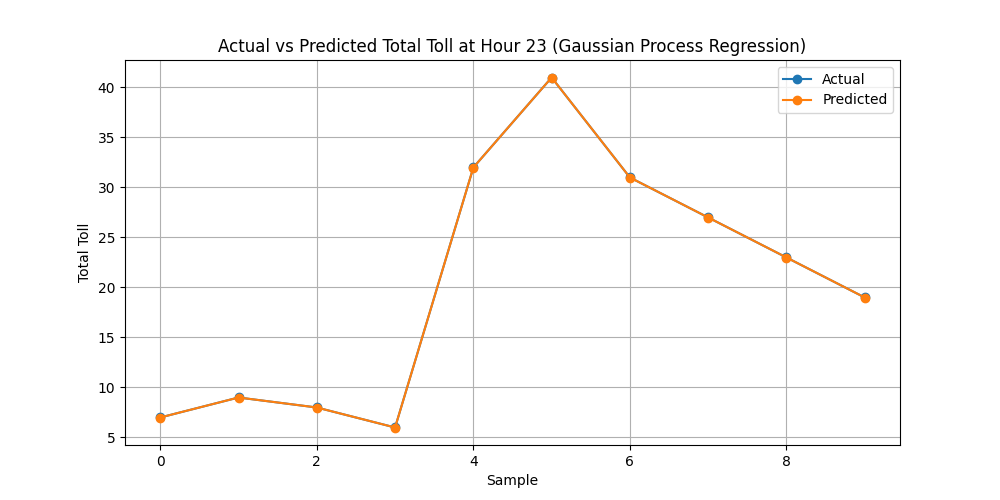 Actual vs Predicted Total Toll at Hour 23 (Gaussian Process Regression)
Actual
Predicted
Total Toll
40
35
30
25
20
15
10
5
0 2 4 6 8
Sample